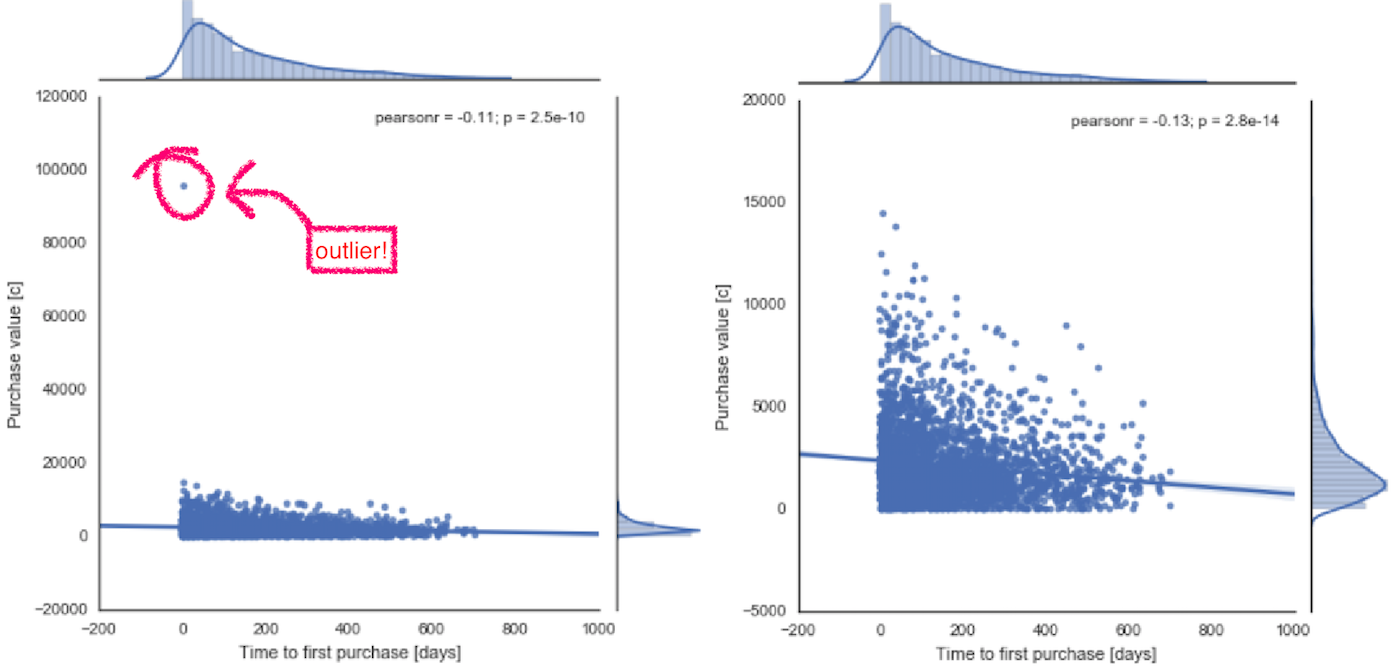 pearsonr = -0.11; p = 2.5e-10
120000
100000
80000
60000
40000
20000
0
−20000
Purchase value [c]
outlier!
−200 0 200 400 600 800 1000
Time to first purchase [days]
pearsonr = -0.13; p = 2.8e-14
20000
15000
10000
5000
0
−5000
Purchase value [c]
−200 0 200 400 600 800 1000
Time to first purchase [days]